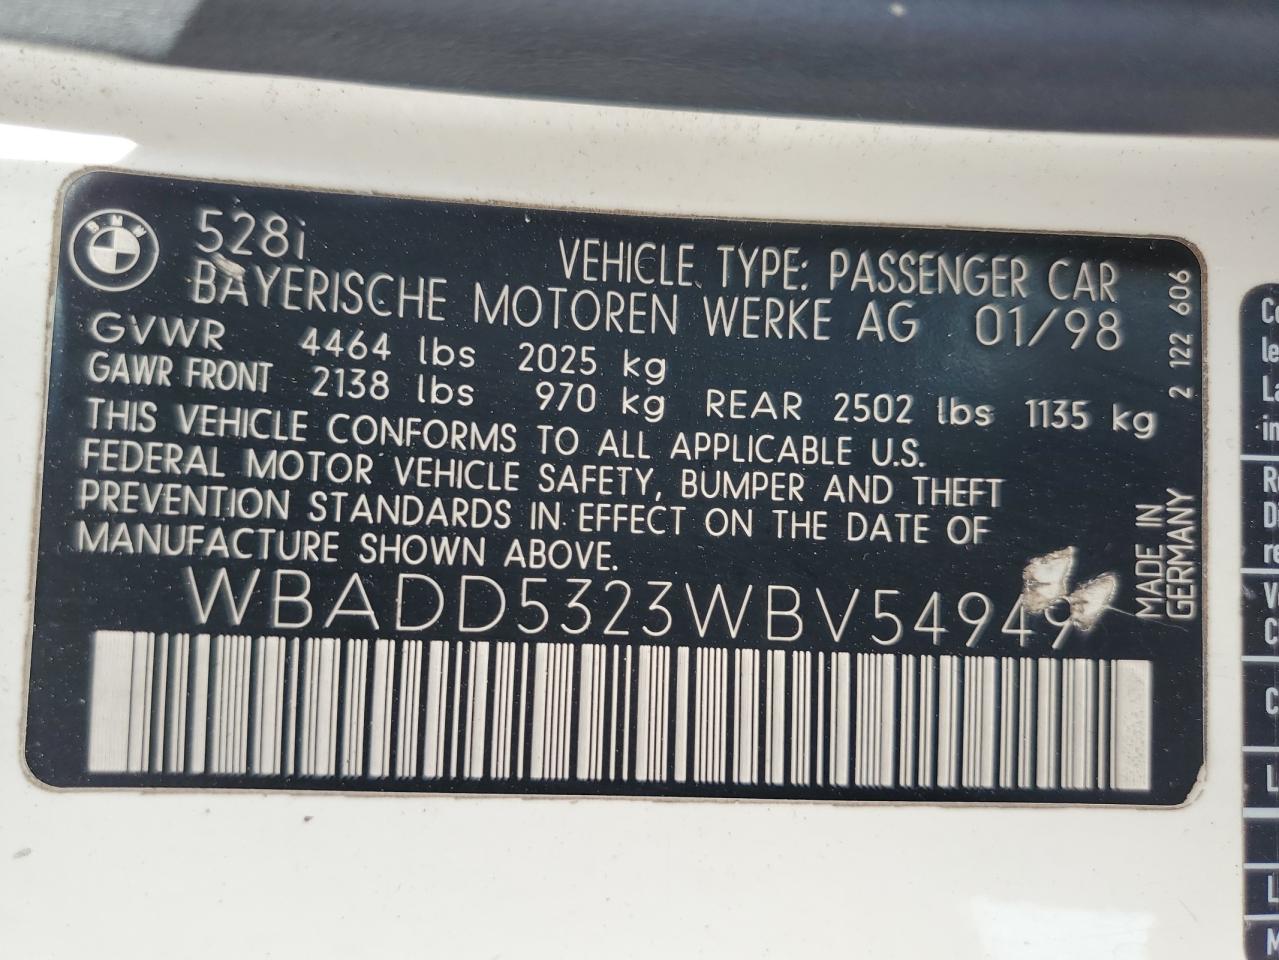 BMW
528i
VEHICLE TYPE: PASSENGER CAR
BAYERISCHE MOTOREN WERKE AG 01/98
GVWR 4464 lbs 2025 kg
GAWR FRONT 2138 lbs 970 kg REAR 2502 lbs 1135 kg
THIS VEHICLE CONFORMS TO ALL APPLICABLE U.S.
FEDERAL MOTOR VEHICLE SAFETY, BUMPER AND THEFT
PREVENTION STANDARDS IN EFFECT ON THE DATE OF
MANUFACTURE SHOWN ABOVE.
WBADD5323WBV54949
2 122 606
MADE IN
GERMANY